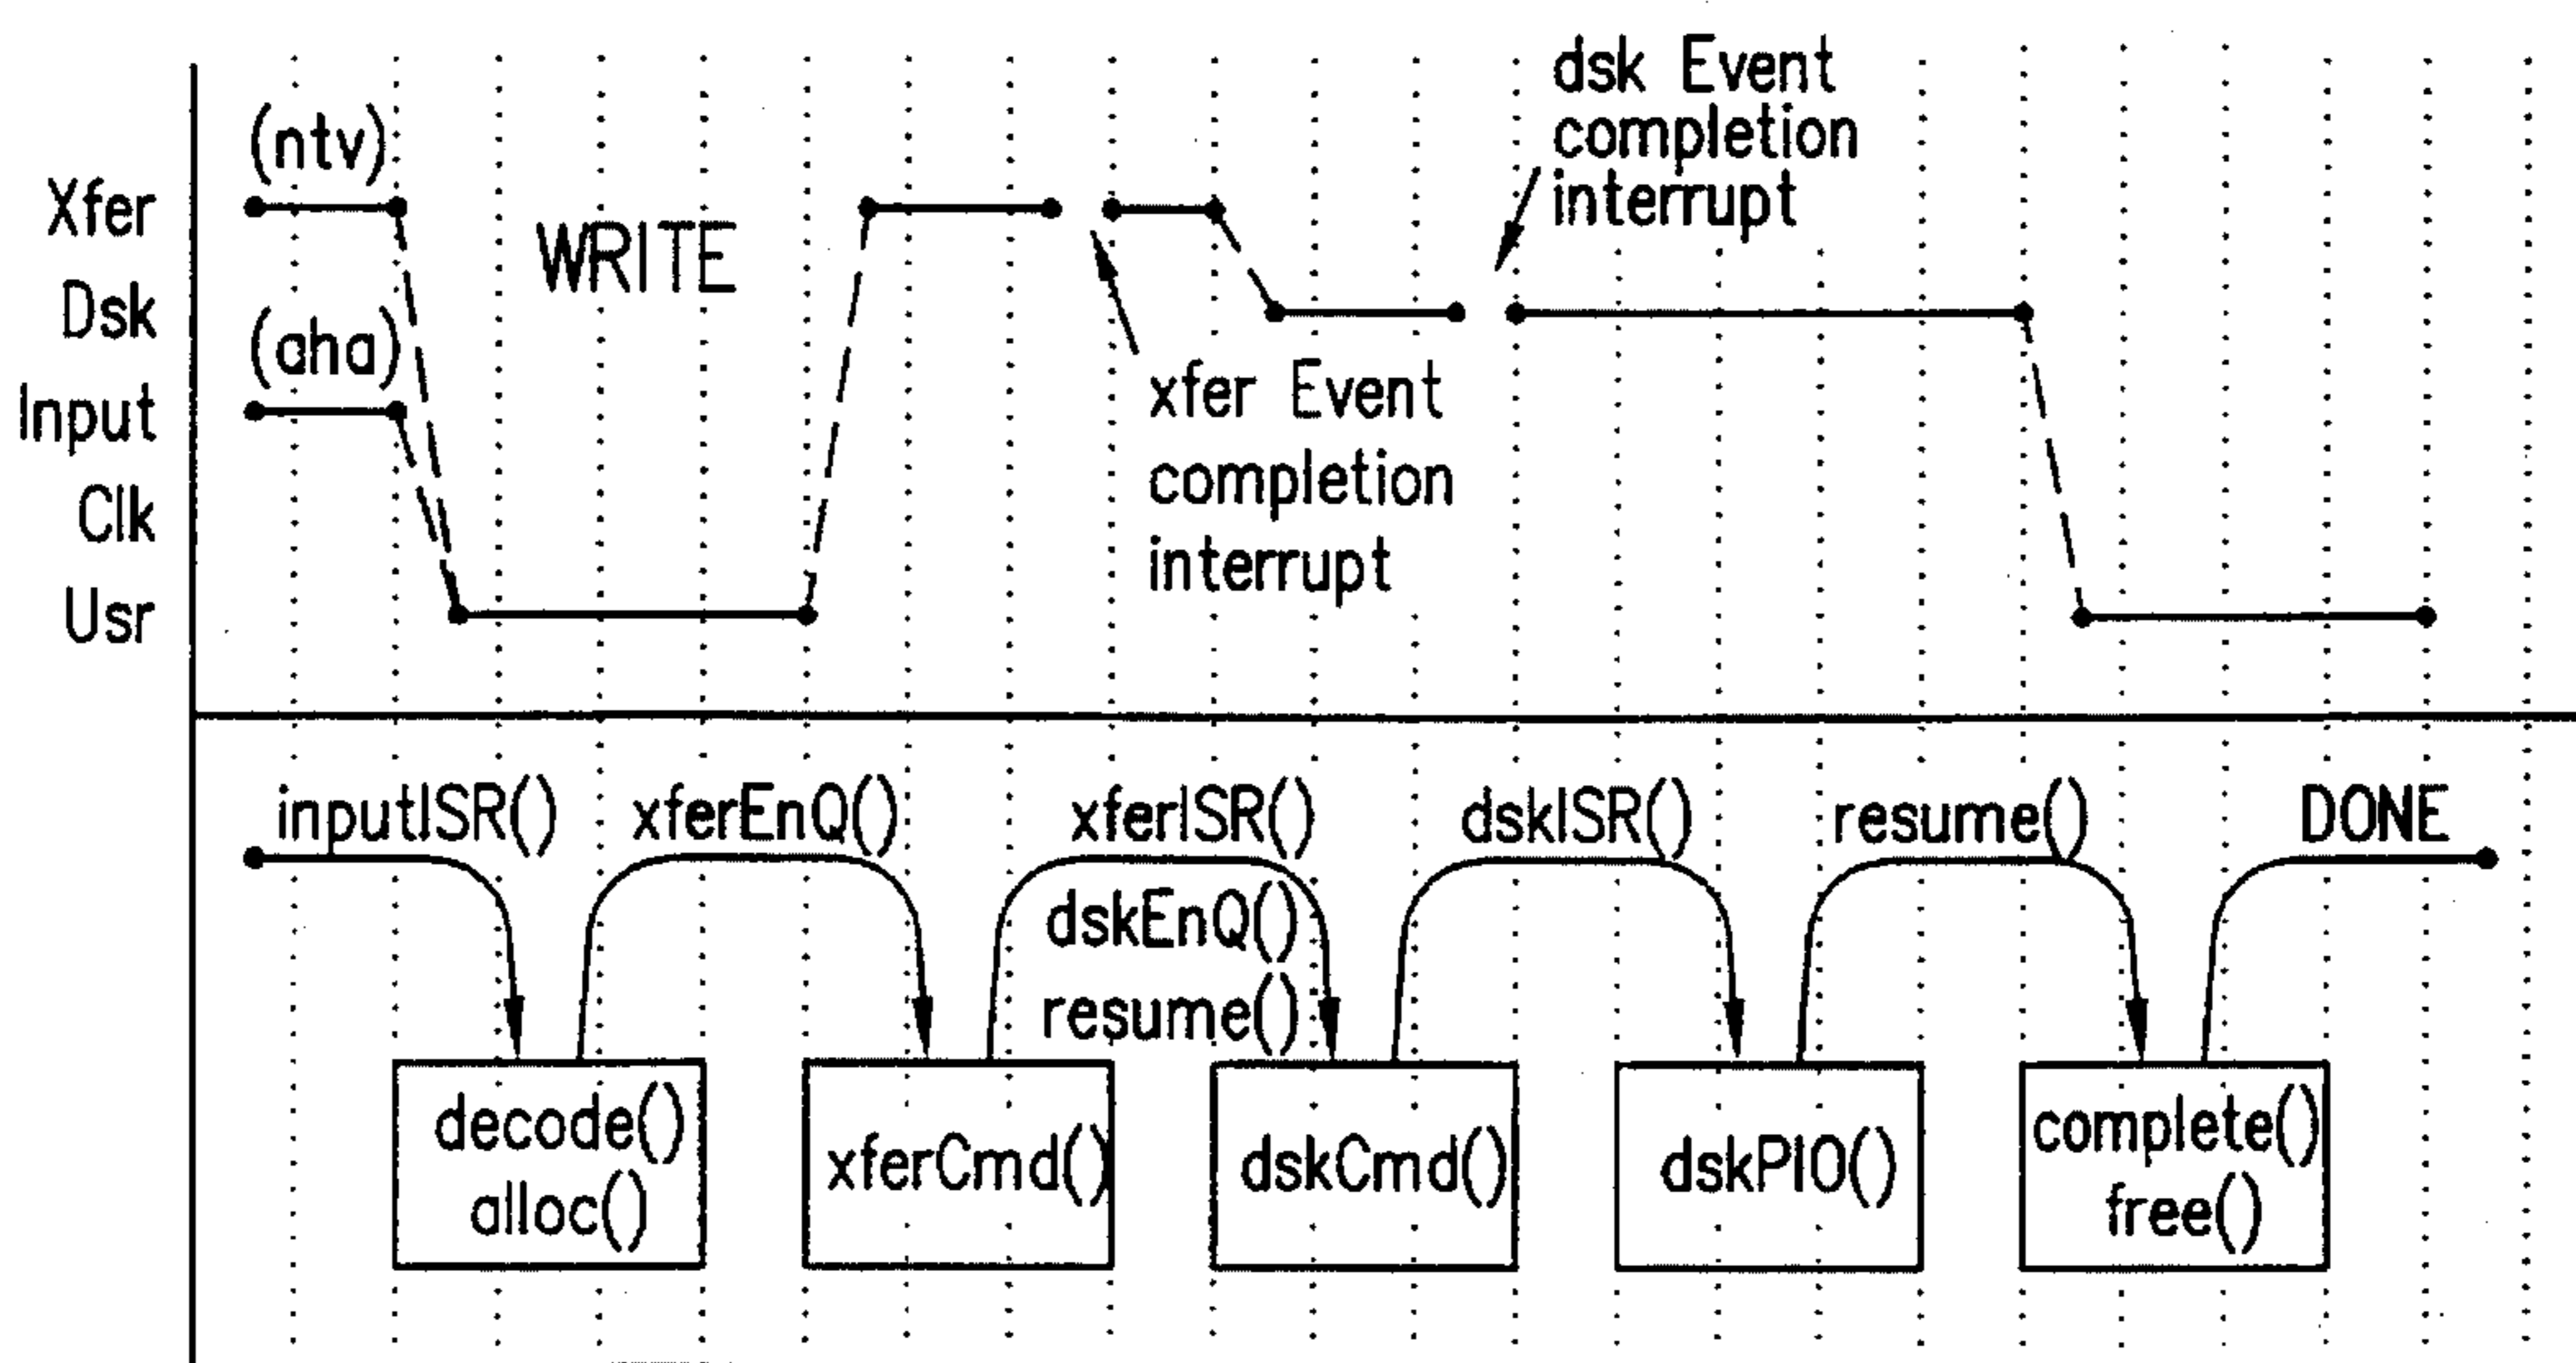 dsk Event
completion
interrupt
(ntv)
Xfer
WRITE
Dsk
(aha)
xfer Event
completion
interrupt
Input
Clk
Usr
inputISR()
xferEnQ()
xferISR()
dskISR()
resume()
DONE
dskEnQ()
resume()
decode()
alloc()
xferCmd()
dskCmd()
dskPIO()
complete()
free()